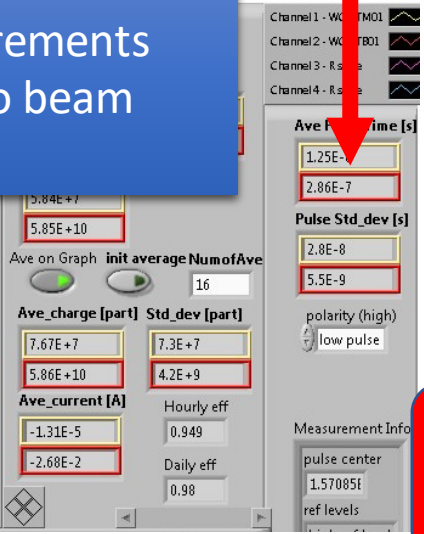 rements
o beam
Channel 1 - WC
TM01
Channel 2 - W
TB01
Channel 3 - R s
e
Channel 4 - R s
e
Ave
ime [s]
1.25E-
2.86E-7
Pulse Std_dev [s]
2.8E-8
5.5E-9
polarity (high)
low pulse
5.84E+7
5.85E+10
Ave on Graph init average NumofAve
16
Ave_charge [part] Std_dev [part]
7.67E+7 7.3E+7
5.86E+10 4.2E+9
Ave_current [A] Hourly eff
-1.31E-5 0.949
-2.68E-2 Daily eff
0.98
Measurement Info
pulse center
1.57085E
ref levels